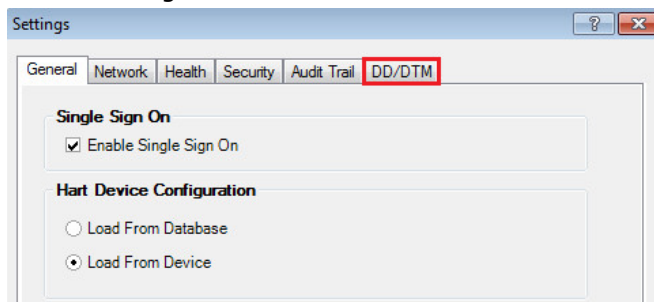 Settings
General Network Health Security Audit Trail DD/DTM
Single Sign On
Enable Single Sign On
Hart Device Configuration
Load From Database
Load From Device